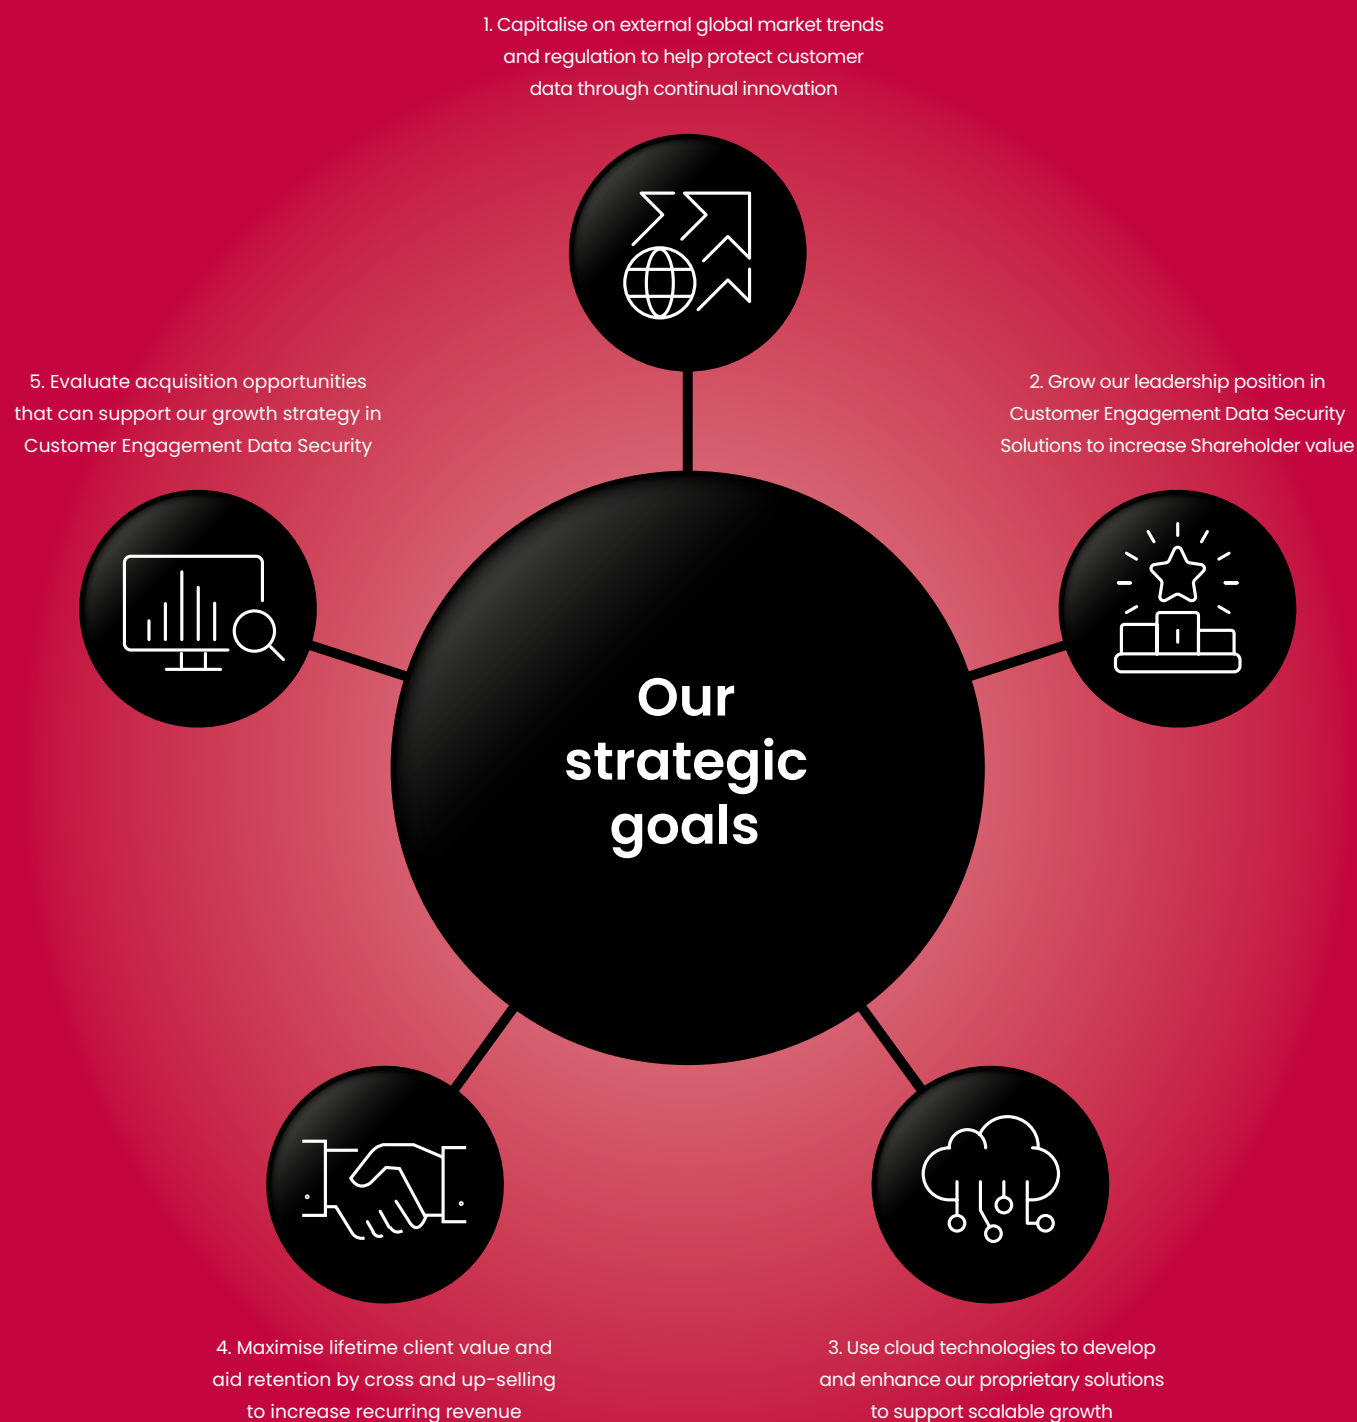 1. Capitalise on external global market trends
and regulation to help protect customer
data through continual innovation
5. Evaluate acquisition opportunities
that can support our growth strategy in
Customer Engagement Data Security
2. Grow our leadership position in
Customer Engagement Data Security
Solutions to increase Shareholder value
Our
strategic
goals
4. Maximise lifetime client value and
aid retention by cross and up-selling
to increase recurring revenue
3. Use cloud technologies to develop
and enhance our proprietary solutions
to support scalable growth